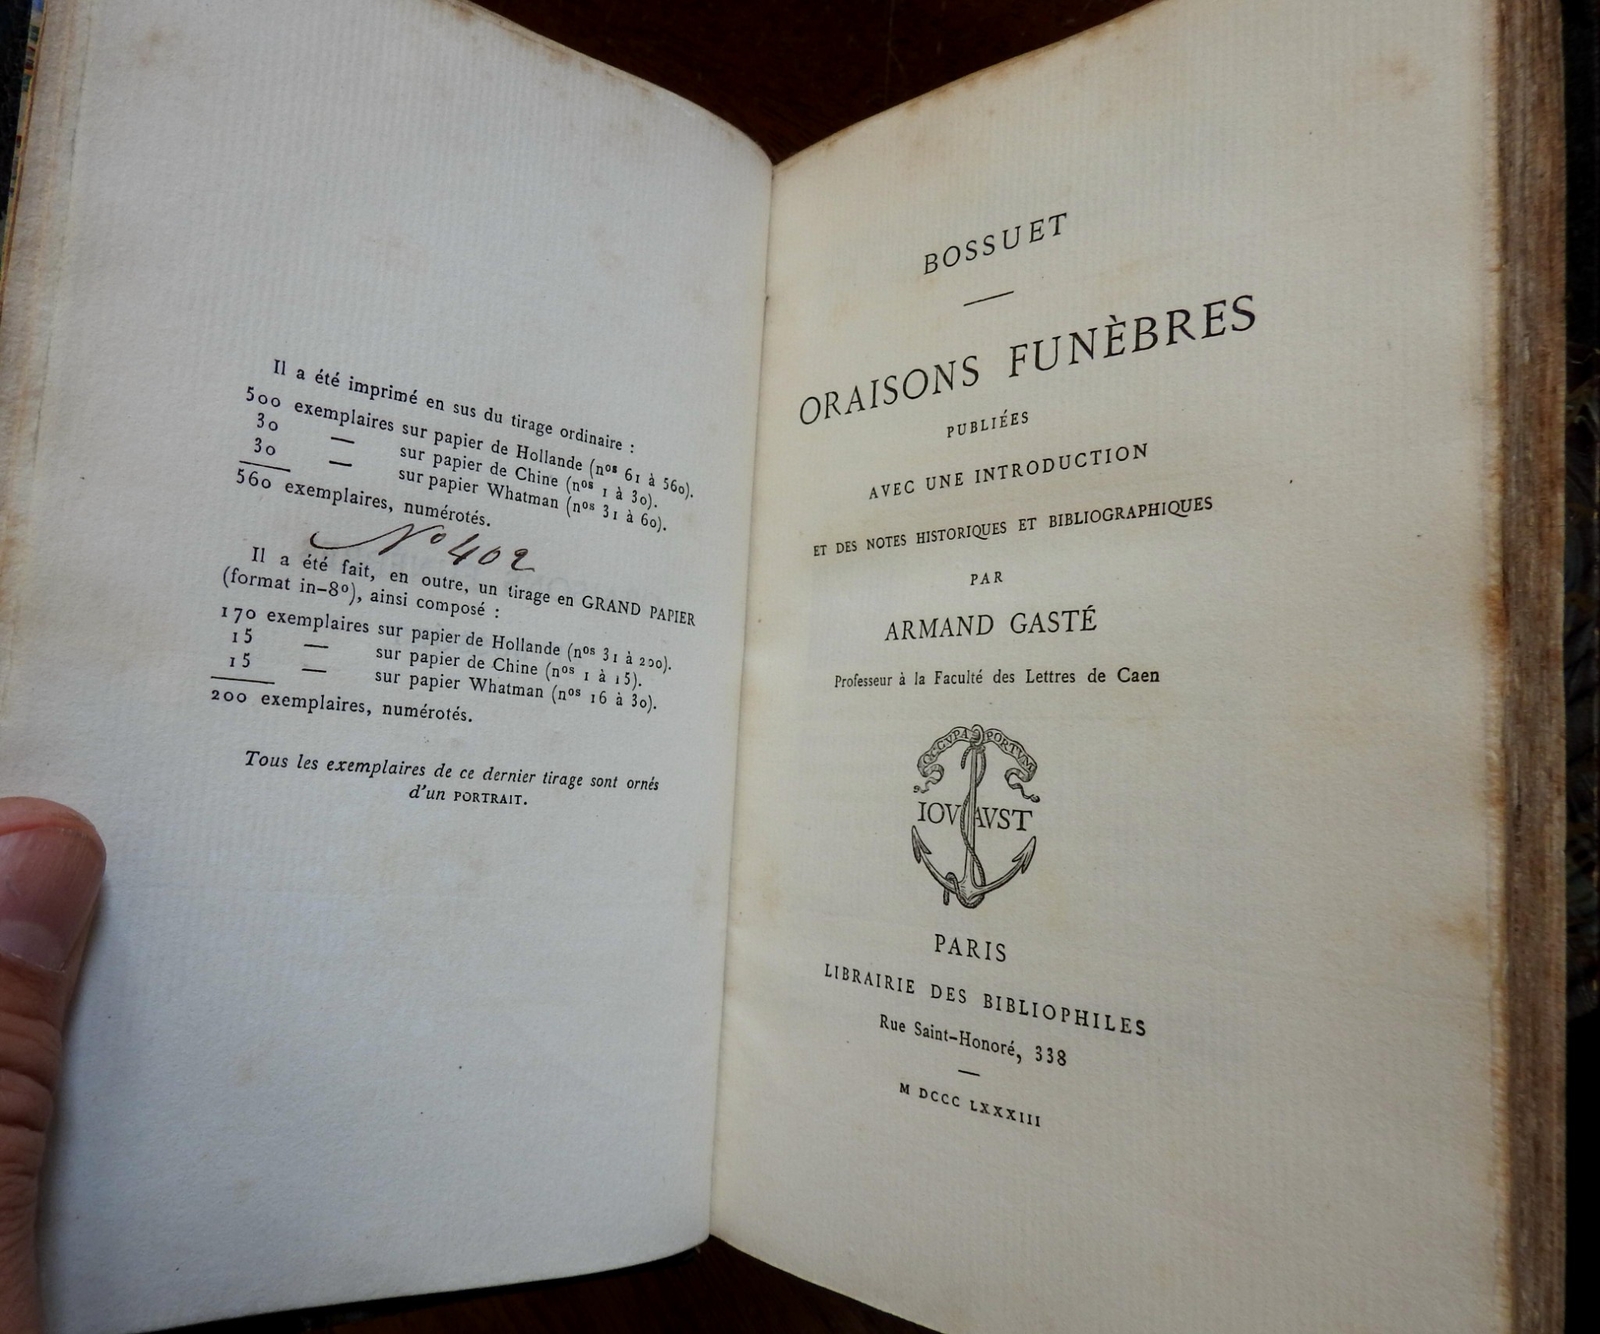 Il a été imprimé en sus du tirage ordinaire :
500 exemplaires sur papier de Hollande (nos 61 à 560).
30 — sur papier de Chine (nos 1 à 30).
30 — sur papier Whatman (nos 31 à 60).
560 exemplaires, numérotés.
No 402
Il a été fait, en outre, un tirage en GRAND PAPIER
(format in-8o), ainsi composé :
170 exemplaires sur papier de Hollande (nos 31 à 200).
15 — sur papier de Chine (nos 1 à 15).
15 — sur papier Whatman (nos 16 à 30).
200 exemplaires, numérotés.
Tous les exemplaires de ce dernier tirage sont ornés
d'un PORTRAIT.
BOSSUET
ORAISONS FUNÈBRES
PUBLIÉES
AVEC UNE INTRODUCTION
ET DES NOTES HISTORIQUES ET BIBLIOGRAPHIQUES
PAR
ARMAND GASTÉ
Professeur à la Faculté des Lettres de Caen
OCCVPA PORTVM
IOV AVST
PARIS
LIBRAIRIE DES BIBLIOPHILES
Rue Saint-Honoré, 338
M DCCC LXXXIII